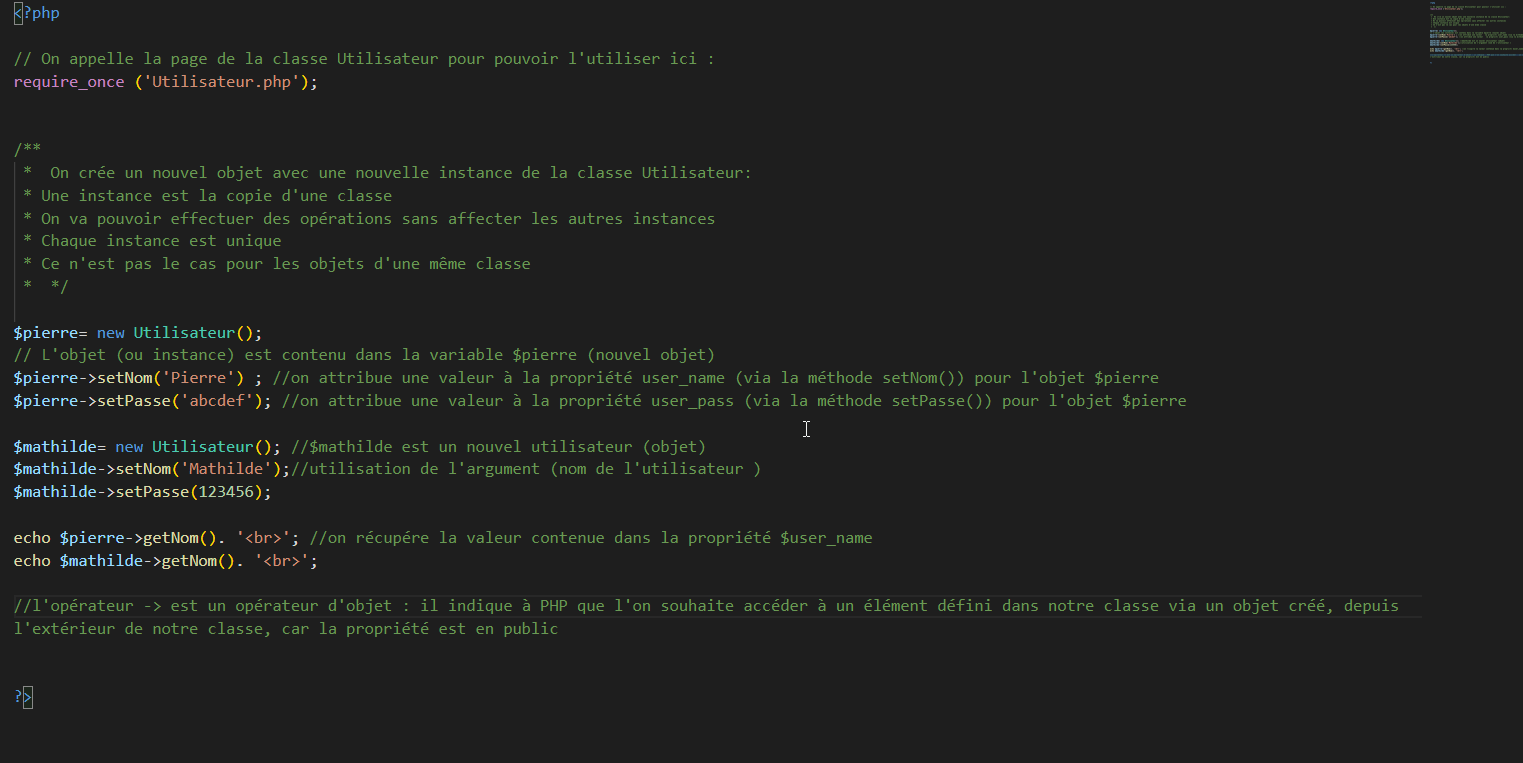 <?php
// On appelle la page de la classe Utilisateur pour pouvoir l'utiliser ici :
require_once ('Utilisateur.php');
/**
*  On crée un nouvel objet avec une nouvelle instance de la classe Utilisateur:
* Une instance est la copie d'une classe
* On va pouvoir effectuer des opérations sans affecter les autres instances
* Chaque instance est unique
* Ce n'est pas le cas pour les objets d'une même classe
*  */
$pierre= new Utilisateur();
// L'objet (ou instance) est contenu dans la variable $pierre (nouvel objet)
$pierre->setNom('Pierre') ; //on attribue une valeur à la propriété user_name (via la méthode setNom()) pour l'objet $pierre
$pierre->setPasse('abcdef'); //on attribue une valeur à la propriété user_pass (via la méthode setPasse()) pour l'objet $pierre
$mathilde= new Utilisateur(); //$mathilde est un nouvel utilisateur (objet)
$mathilde->setNom('Mathilde');//utilisation de l'argument (nom de l'utilisateur )
$mathilde->setPasse(123456);
echo $pierre->getNom(). '<br>'; //on récupére la valeur contenue dans la propriété $user_name
echo $mathilde->getNom(). '<br>';
//l'opérateur -> est un opérateur d'objet : il indique à PHP que l'on souhaite accéder à un élément défini dans notre classe via un objet créé, depuis
l'extérieur de notre classe, car la propriété est en public
?>